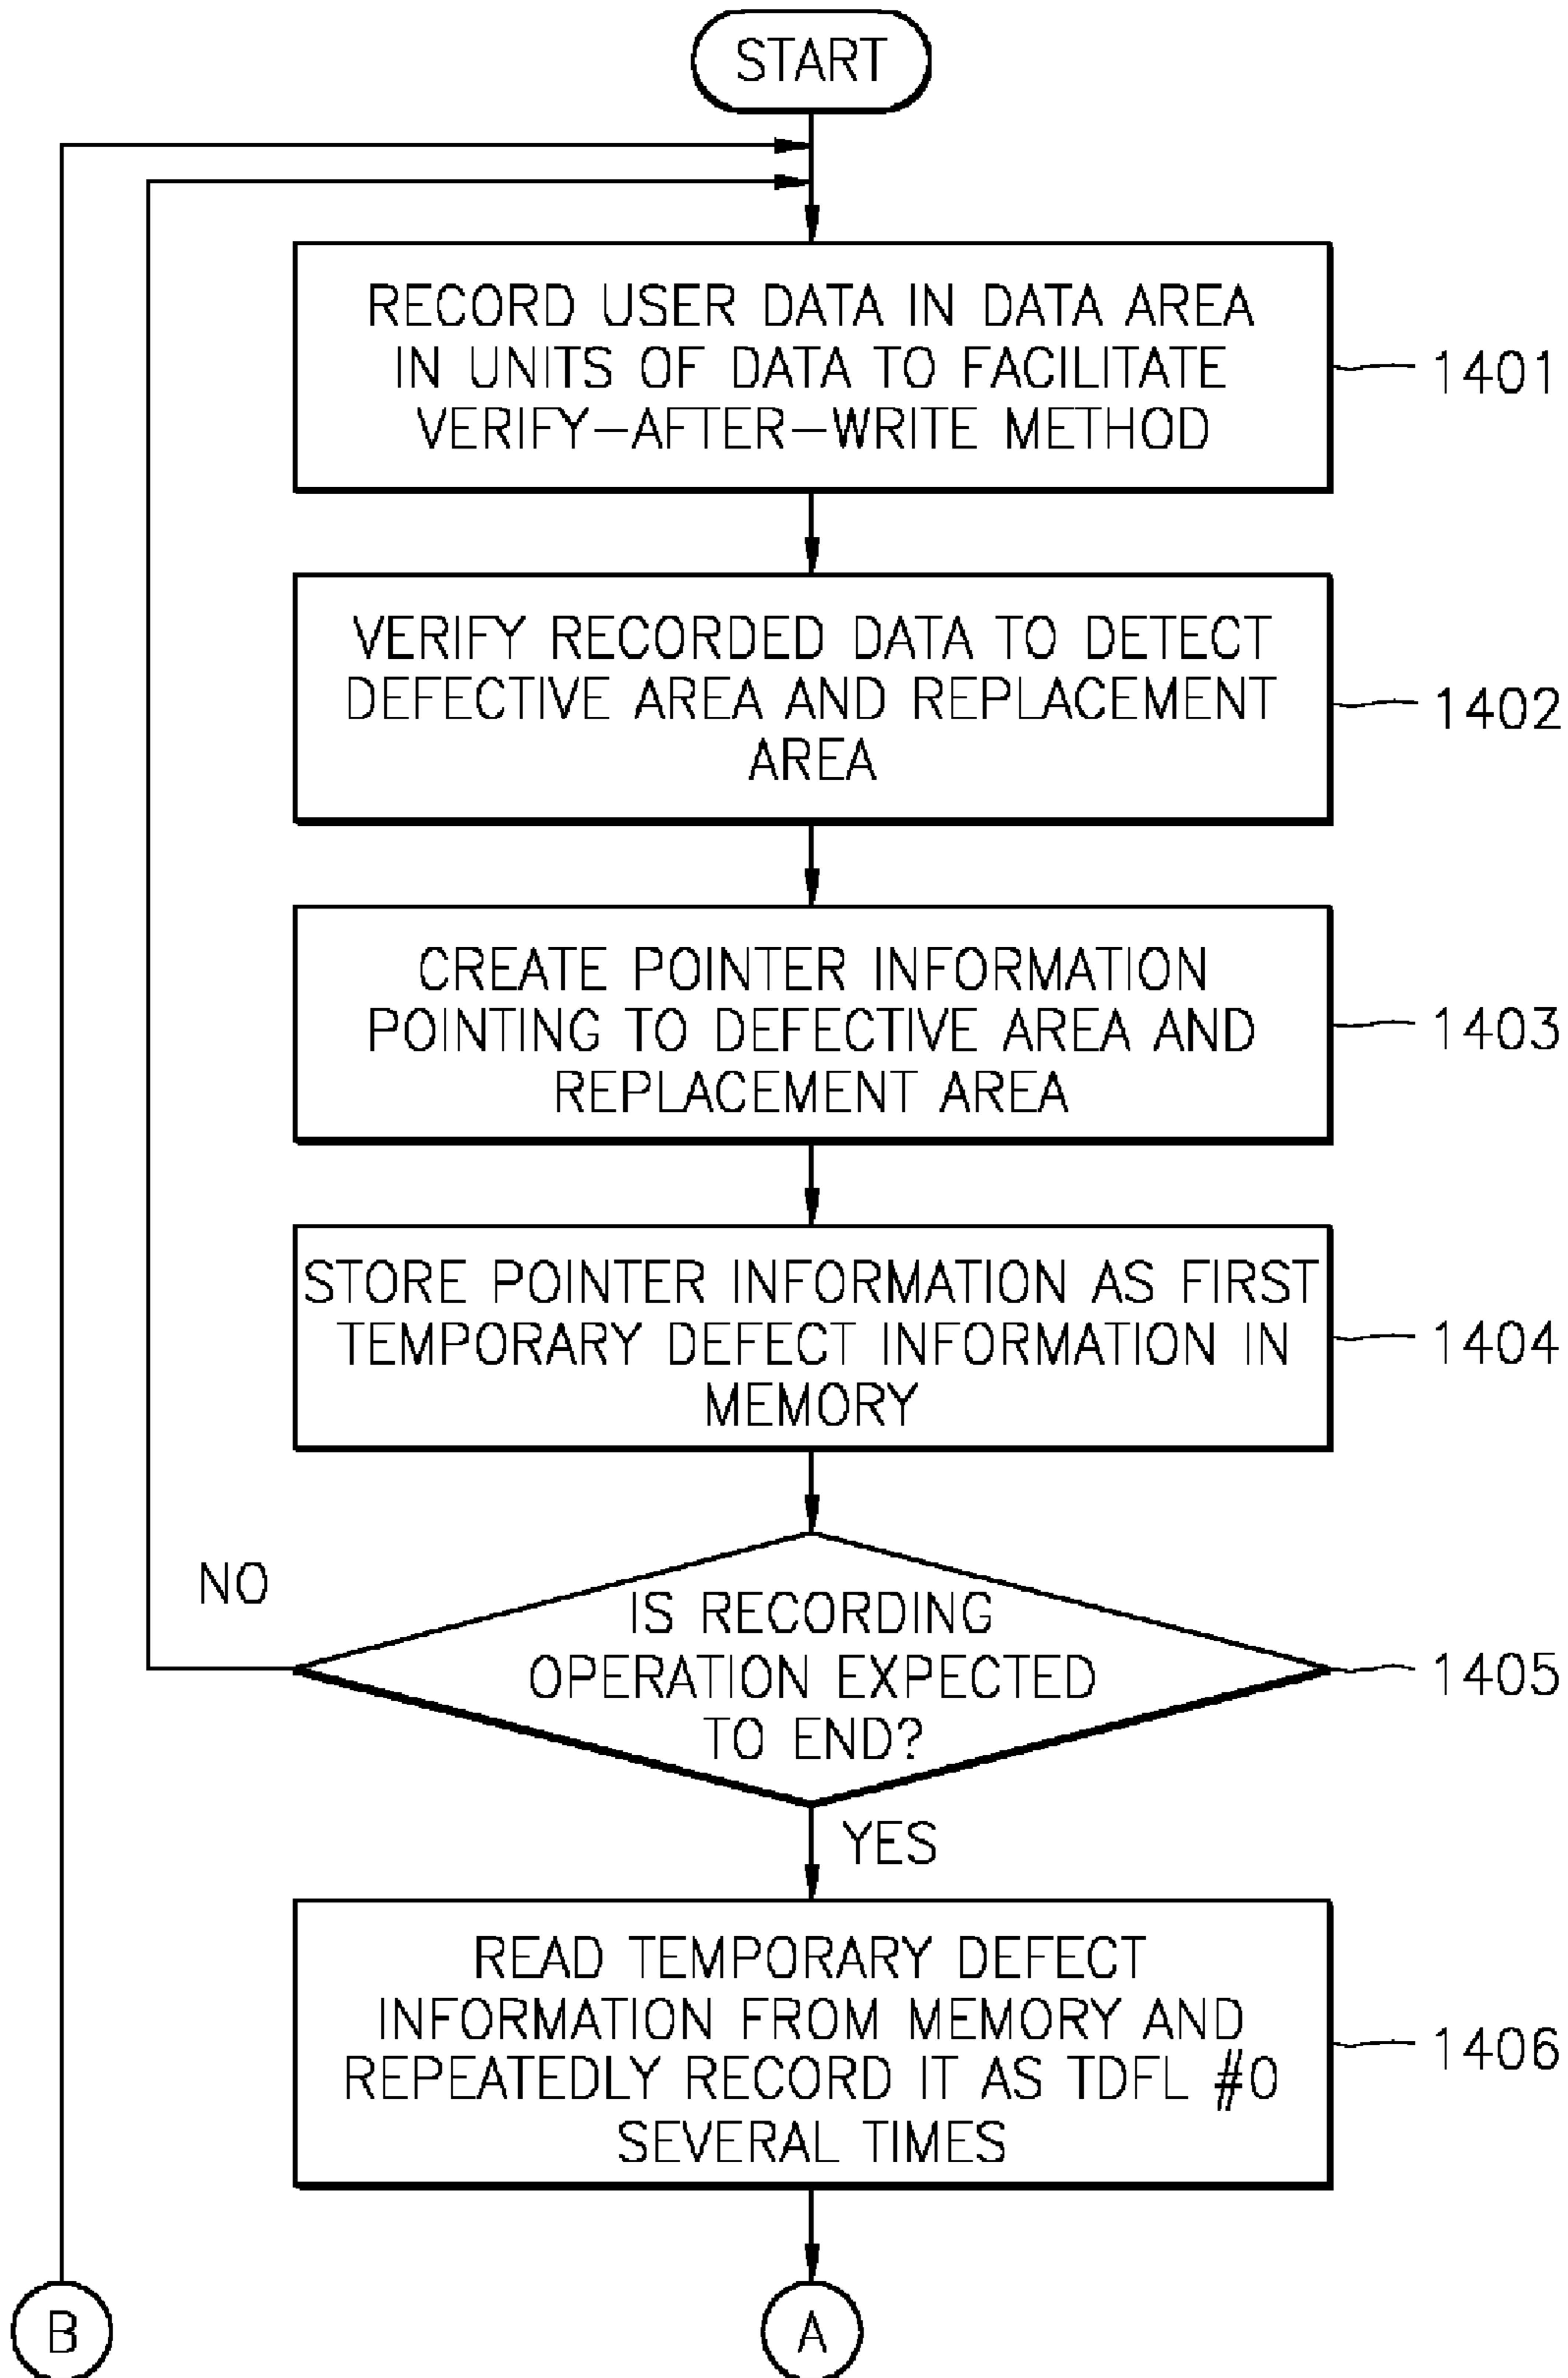 START
RECORD USER DATA IN DATA AREA
IN UNITS OF DATA TO FACILITATE
VERIFY-AFTER-WRITE METHOD
1401
VERIFY RECORDED DATA TO DETECT
DEFECTIVE AREA AND REPLACEMENT
AREA
1402
CREATE POINTER INFORMATION
POINTING TO DEFECTIVE AREA AND
REPLACEMENT AREA
1403
STORE POINTER INFORMATION AS FIRST
TEMPORARY DEFECT INFORMATION IN
MEMORY
1404
NO
IS RECORDING
OPERATION EXPECTED
TO END?
1405
YES
READ TEMPORARY DEFECT
INFORMATION FROM MEMORY AND
REPEATEDLY RECORD IT AS TDFL #0
SEVERAL TIMES
1406
B
A